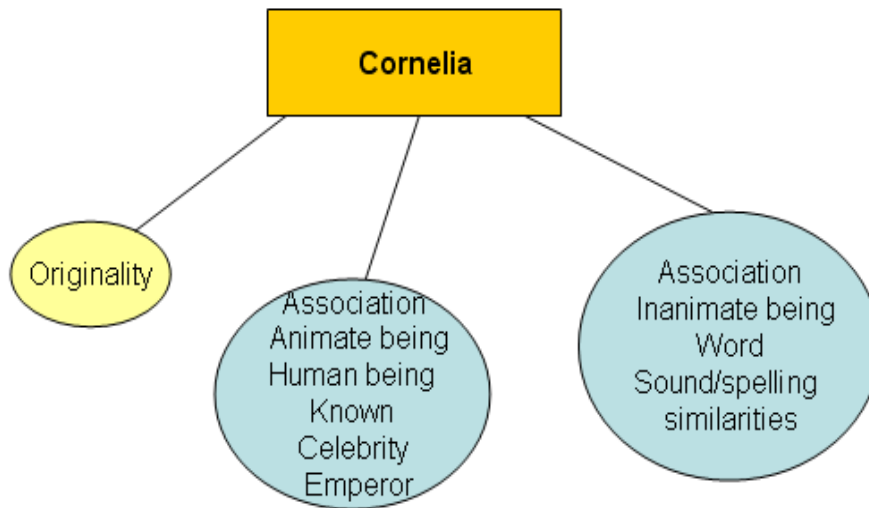 Cornelia
Originality
Association
Animate being
Human being
Known
Celebrity
Emperor
Association
Inanimate being
Word
Sound/spelling
similarities